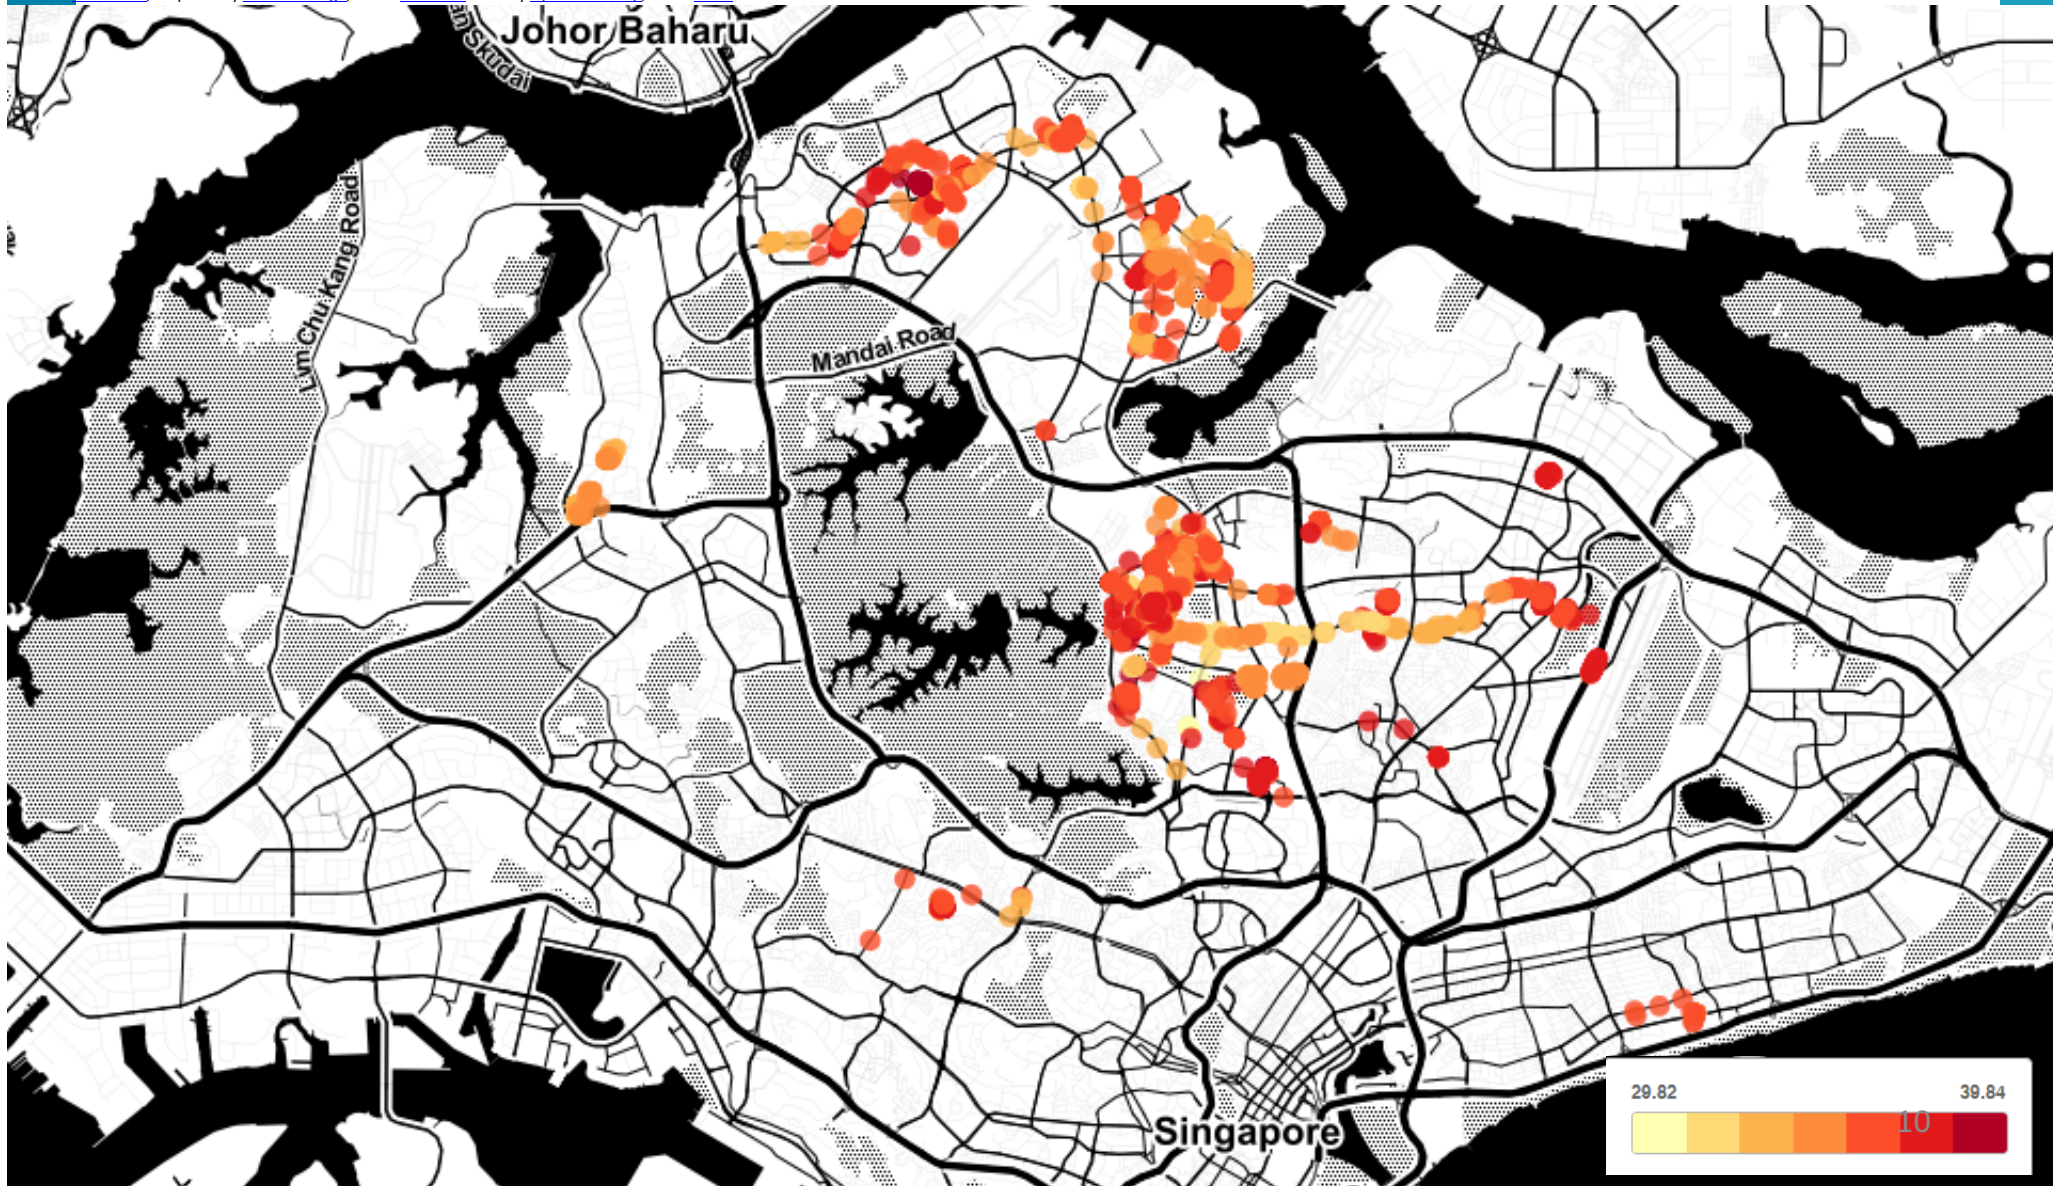 Johor Baharu
Skudai
Lim Chu Kang Road
Mandai Road
29.82
39.84
10
Singapore